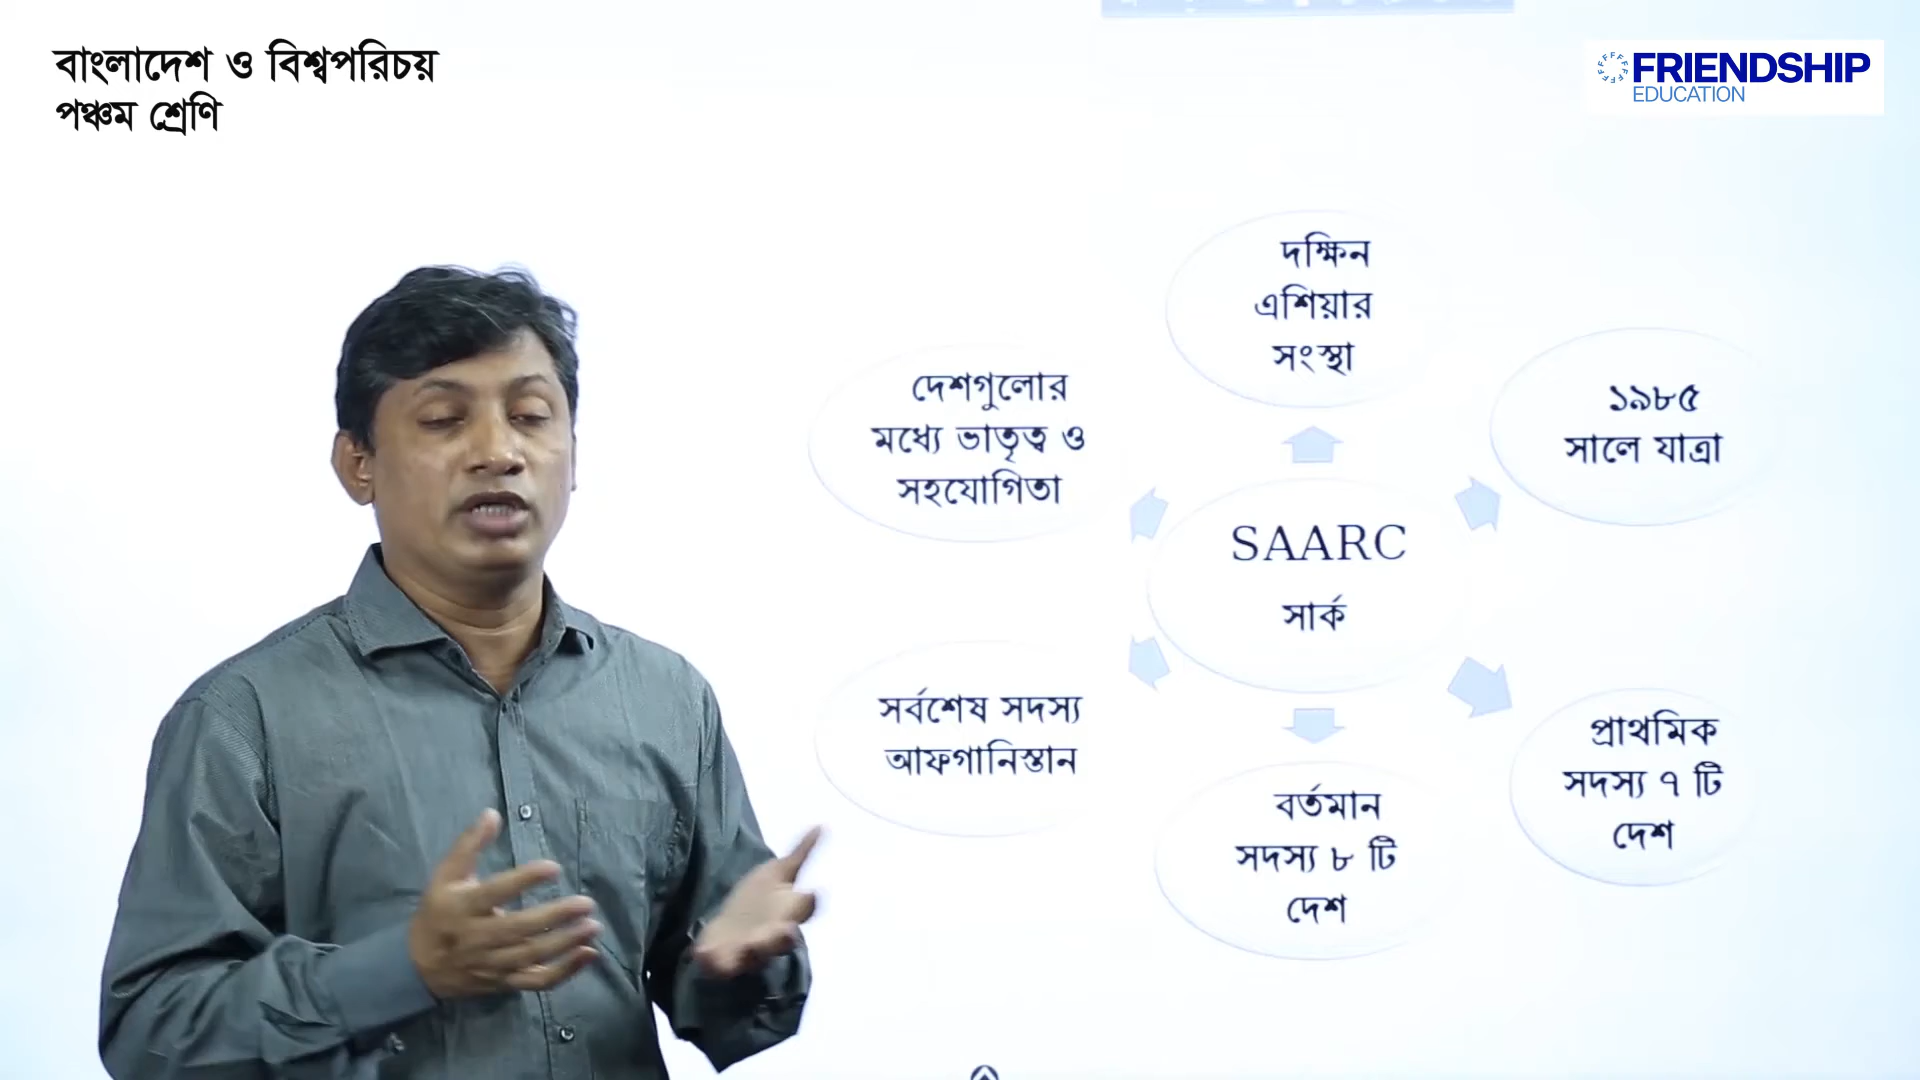 বাংলাদেশ ও বিশ্বপরিচয়
পঞ্চম শ্রেণি
FRIENDSHIP
EDUCATION
দক্ষিন
এশিয়ার
সংস্থা
দেশগুলোর
মধ্যে ভাতৃত্ব ও
সহযোগিতা
১৯৮৫
সালে যাত্রা
SAARC
সার্ক
সর্বশেষ সদস্য
আফগানিস্তান
প্রাথমিক
সদস্য ৭ টি
দেশ
বর্তমান
সদস্য ৮ টি
দেশ